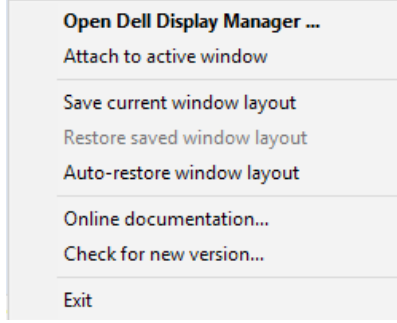 Open Dell Display Manager ...
Attach to active window
Save current window layout
Restore saved window layout
Auto-restore window layout
Online documentation...
Check for new version...
Exit